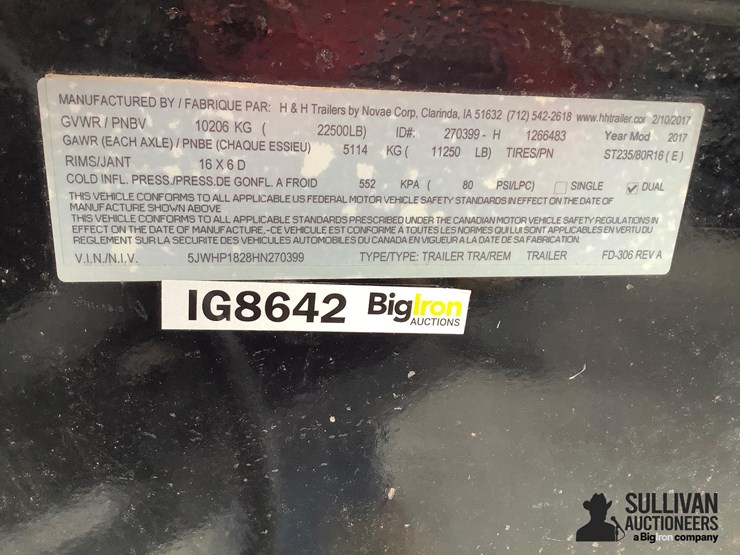 MANUFACTURED BY / FABRIQUE PAR: H & H Trailers by Novae Corp, Clarinda, IA 51632 (712) 542-2618 www.hhtrailer.com 2/10/2017
GVWR / PNBV 10206 KG ( 22500LB) ID#: 270399 - H 1266483 Year Mod 2017
GAWR (EACH AXLE) / PNBE (CHAQUE ESSIEU) 5114 KG ( 11250 LB) TIRES/PN ST235/80R16 ( E )
RIMS/JANT 16 X 6 D
COLD INFL. PRESS./PRESS.DE GONFL. A FROID 552 KPA ( 80 PSI/LPC) SINGLE DUAL
THIS VEHICLE CONFORMS TO ALL APPLICABLE US FEDERAL MOTOR VEHICLE SAFETY STANDARDS IN EFFECT ON THE DATE OF
MANUFACTURE SHOWN ABOVE
THIS VEHICLE CONFORMS TO ALL APPLICABLE STANDARDS PRESCRIBED UNDER THE CANADIAN MOTOR VEHICLE SAFETY REGULATIONS IN
EFFECT ON THE DATE OF MANUFACTURE, -CE VEHICULE EST CONFORME A TOUTES LES NORMES QUI LUI SONT APPLICABLES EN VERTU DU
REGLEMENT SUR LA SECURITE DES VEHICULES AUTOMOBILES DU CANADA EN VIGUEUR A LA DATE DE SA FABRICATION.
V.I.N./N.I.V. 5JWHP1828HN270399 TYPE/TYPE: TRAILER TRA/REM TRAILER FD-306 REV A
IG8642 BigIron
AUCTIONS
SULLIVAN
AUCTIONEERS
a BigIron company